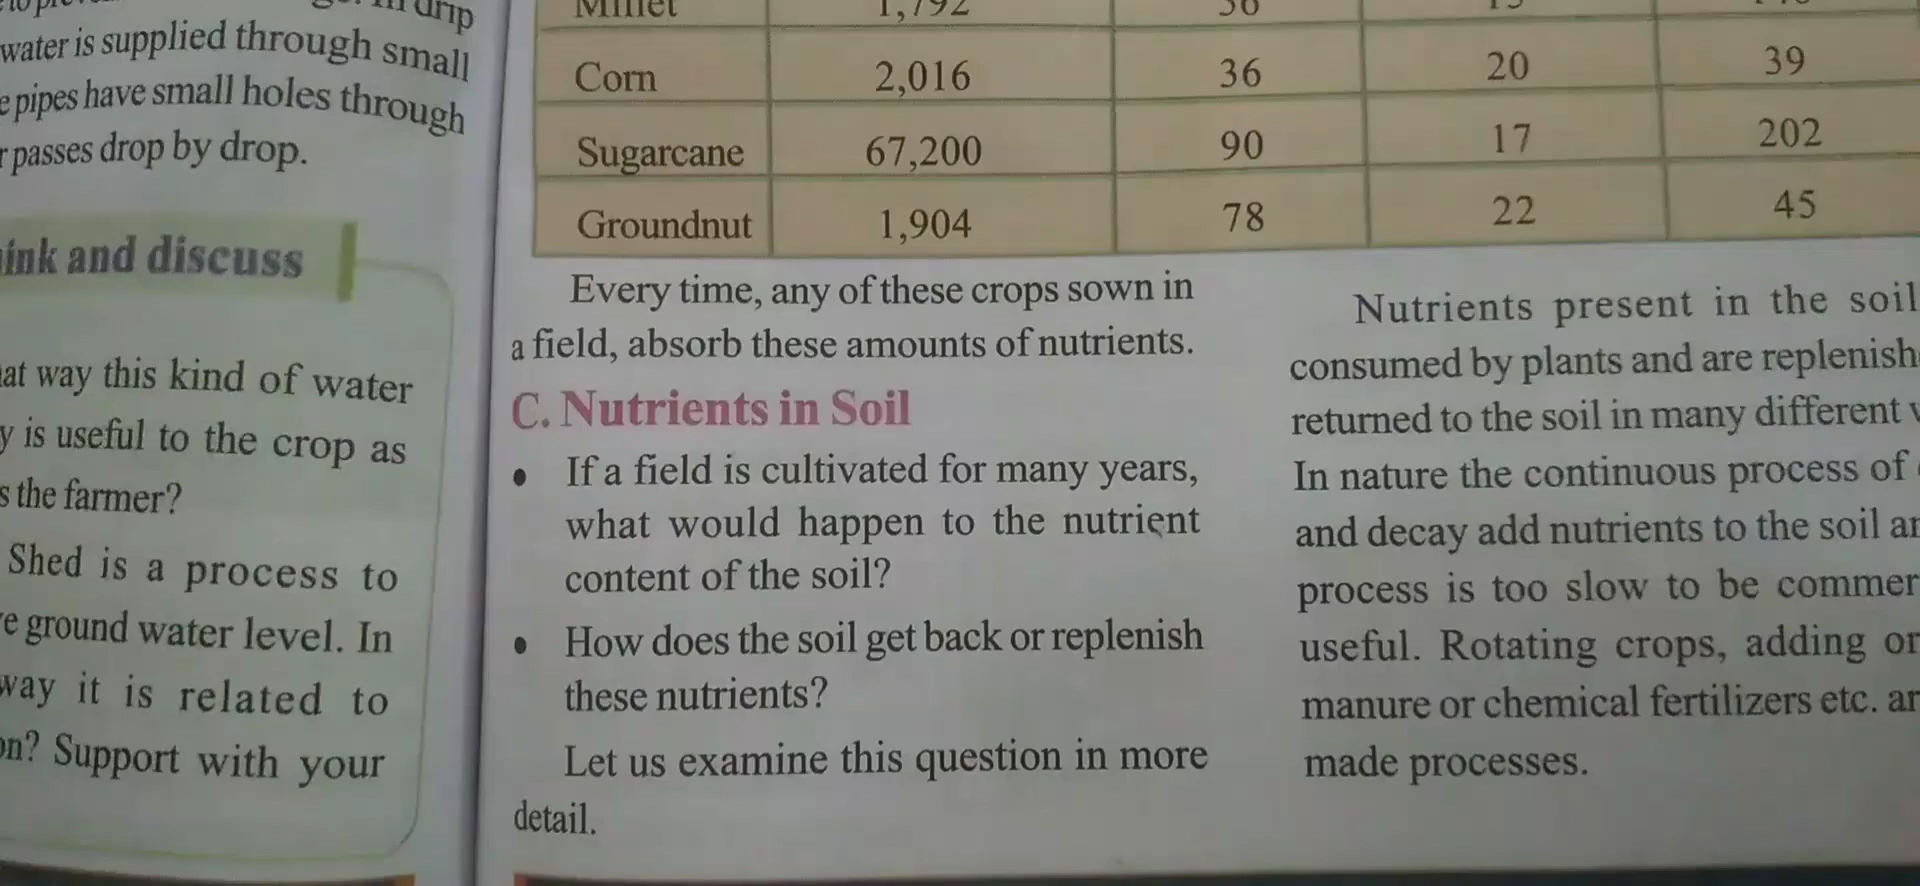 drip
water is supplied through small
pipes have small holes through
passes drop by drop.
and discuss
way this kind of water
is useful to the crop as
the farmer?
Shed is a process to
ground water level. In
way it is related to
Support with your
Millet 1,792
Corn 2,016 36 20 39
Sugarcane 67,200 90 17 202
Groundnut 1,904 78 22 45
Every time, any of these crops sown in
a field, absorb these amounts of nutrients.
C. Nutrients in Soil
• If a field is cultivated for many years,
what would happen to the nutrient
content of the soil?
• How does the soil get back or replenish
these nutrients?
Let us examine this question in more
detail.
Nutrients present in the soil
consumed by plants and are replenish
returned to the soil in many different
In nature the continuous process of
and decay add nutrients to the soil
process is too slow to be commer
useful. Rotating crops, adding or
manure or chemical fertilizers etc.
made processes.